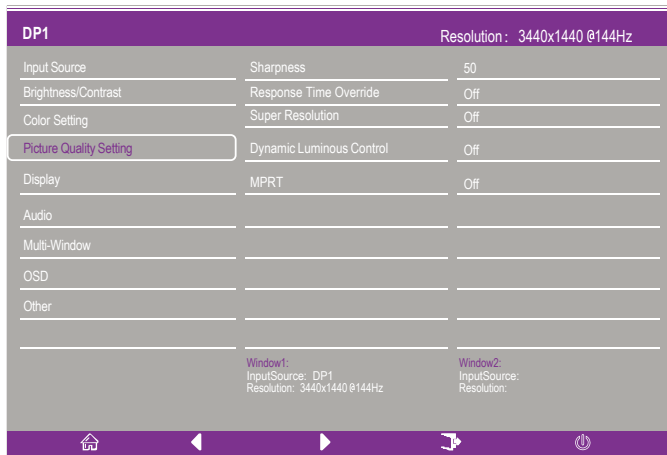 DP1
Resolution: 3440x1440 @144Hz
Input Source
Sharpness
50
Brightness/Contrast
Response Time Override
Off
Color Setting
Super Resolution
Off
Picture Quality Setting
Dynamic Luminous Control
Off
Display
MPRT
Off
Audio
Multi-Window
OSD
Other
Window1:
InputSource: DP1
Resolution: 3440x1440@144Hz
Window2:
InputSource:
Resolution: